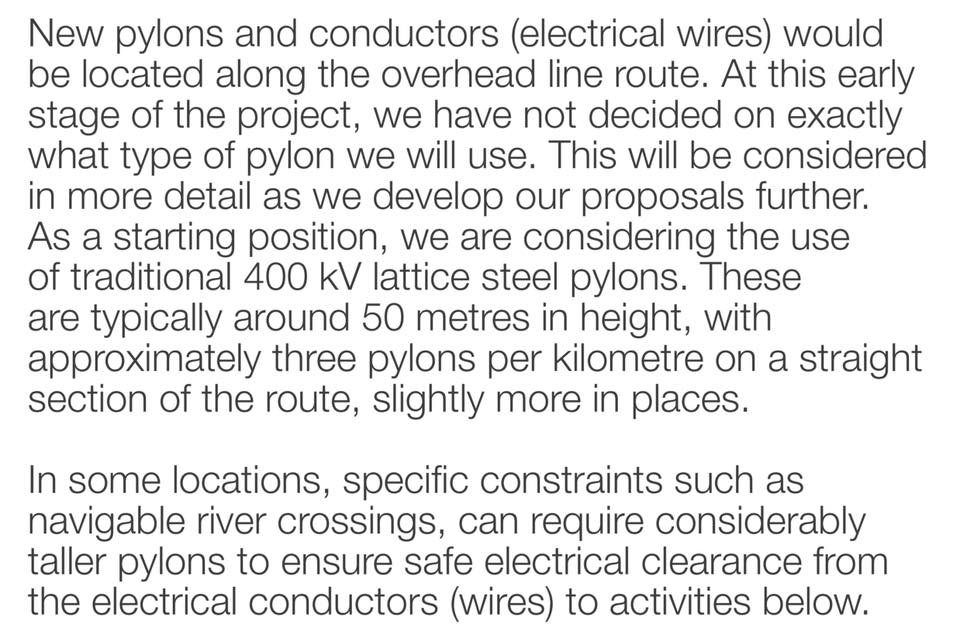 New pylons and conductors (electrical wires) would
be located along the overhead line route. At this early
stage of the project, we have not decided on exactly
what type of pylon we will use. This will be considered
in more detail as we develop our proposals further.
As a starting position, we are considering the use
of traditional 400 kV lattice steel pylons. These
are typically around 50 metres in height, with
approximately three pylons per kilometre on a straight
section of the route, slightly more in places.

In some locations, specific constraints such as
navigable river crossings, can require considerably
taller pylons to ensure safe electrical clearance from
the electrical conductors (wires) to activities below.